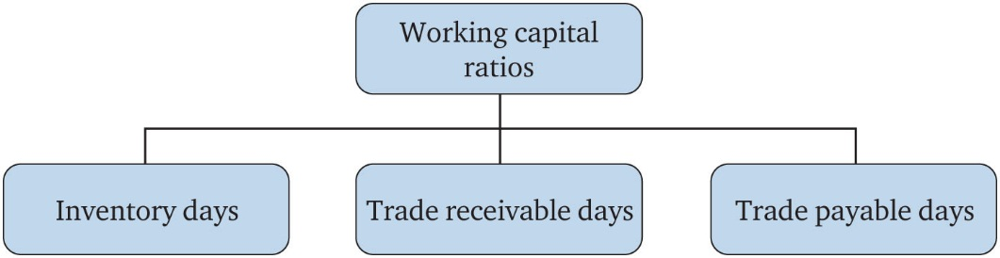 Working capital
ratios
Inventory days
Trade receivable days
Trade payable days